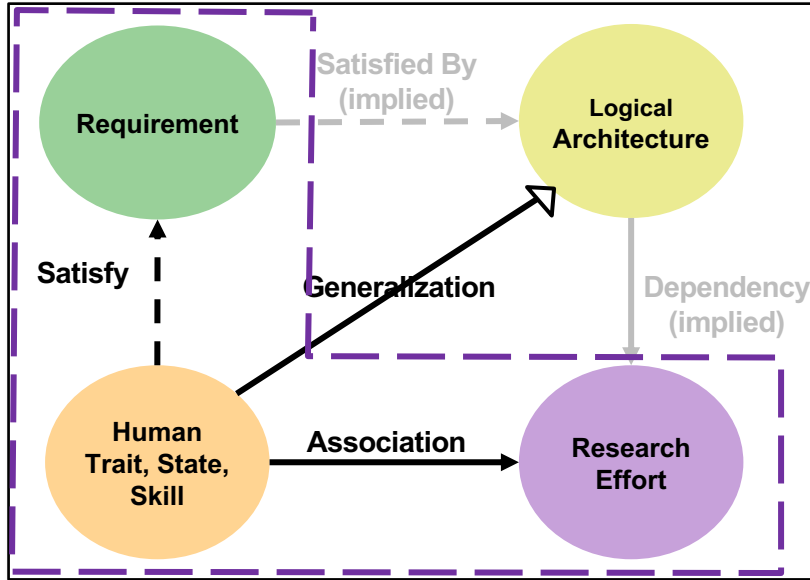 Requirement
Satisfied By
(implied)
Logical
Architecture
Satisfy
Generalization
Dependency
(implied)
Human
Trait, State,
Skill
Association
Research
Effort